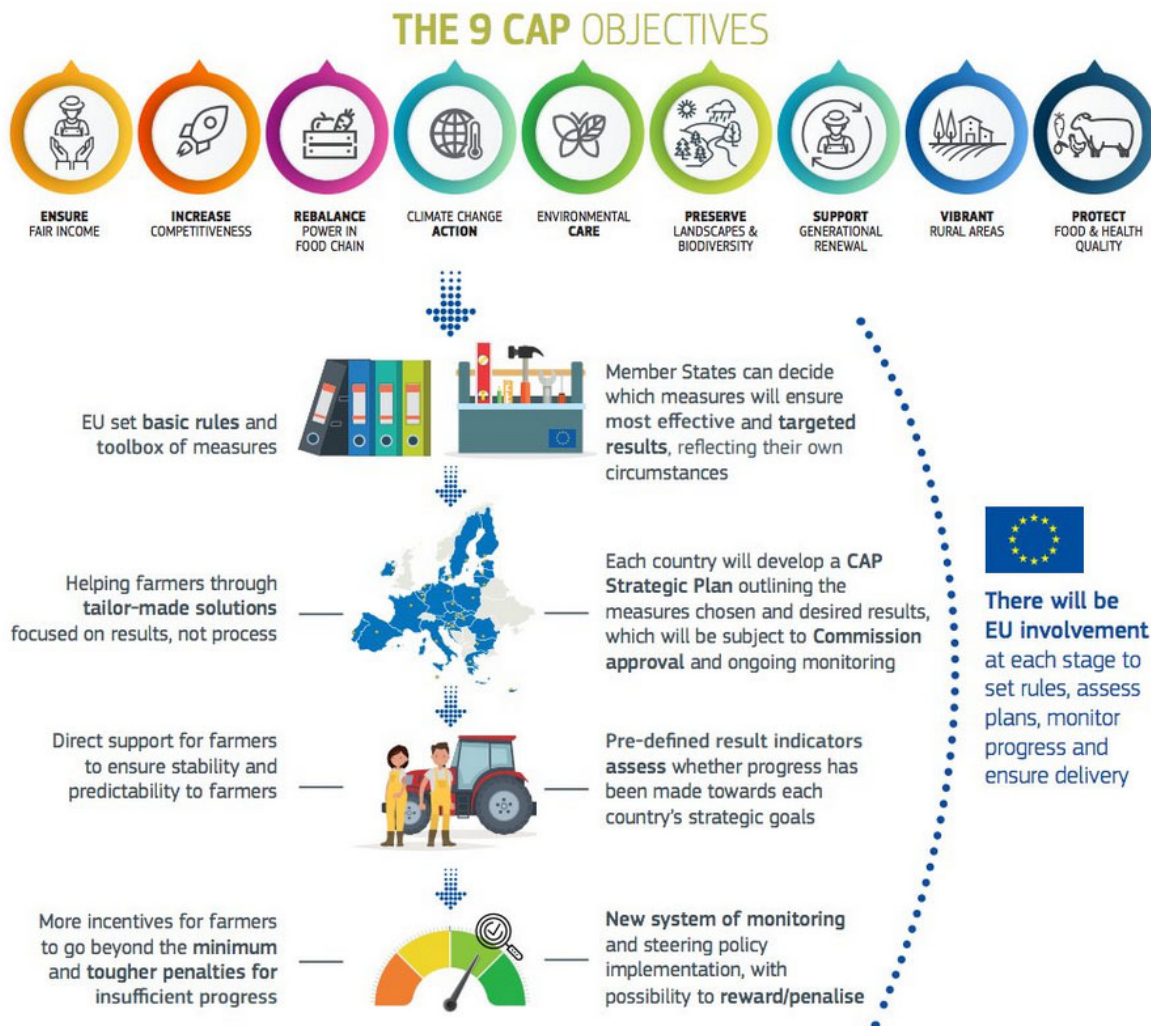 THE 9 CAP OBJECTIVES
ENSURE
FAIR INCOME
INCREASE
COMPETITIVENESS
REBALANCE
POWER IN
FOOD CHAIN
CLIMATE CHANGE
ACTION
ENVIRONMENTAL
CARE
PRESERVE
LANDSCAPES &
BIODIVERSITY
SUPPORT
GENERATIONAL
RENEWAL
VIBRANT
RURAL AREAS
PROTECT
FOOD & HEALTH
QUALITY
EU set basic rules and
toolbox of measures
Member States can decide
which measures will ensure
most effective and targeted
results, reflecting their own
circumstances
Helping farmers through
tailor-made solutions
focused on results, not process
Each country will develop a CAP
Strategic Plan outlining the
measures chosen and desired results,
which will be subject to Commission
approval and ongoing monitoring
Direct support for farmers
to ensure stability and
predictability to farmers
Pre-defined result indicators
assess whether progress has
been made towards each
country's strategic goals
More incentives for farmers
to go beyond the minimum
and tougher penalties for
insufficient progress
New system of monitoring
and steering policy
implementation, with
possibility to reward/penalise
There will be
EU involvement
at each stage to
set rules, assess
plans, monitor
progress and
ensure delivery